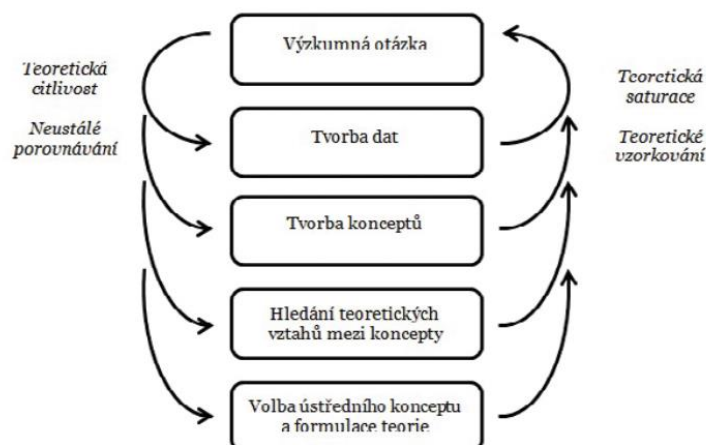 Výzkumná otázka
Teoretická
citlivost
Neustálé
porovnávání
Teoretická
saturace
Teoretické
vzorkování
Tvorba dat
Tvorba konceptů
Hledání teoretických
vztahů mezi koncepty
Volba ústředního konceptu
a formulace teorie